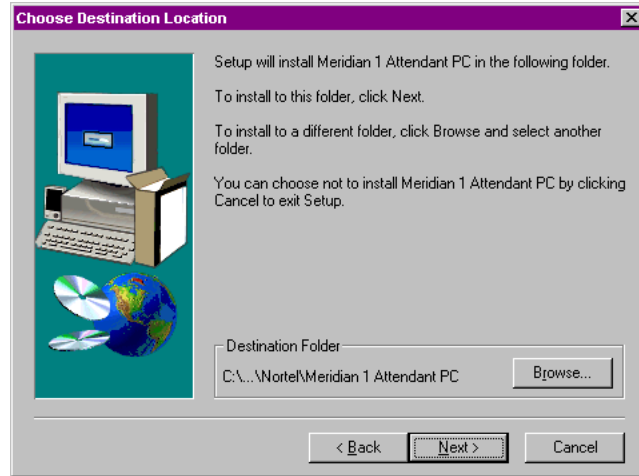 Choose Destination Location
Setup will install Meridian 1 Attendant PC in the following folder.
To install to this folder, click Next.
To install to a different folder, click Browse and select another
folder.
You can choose not to install Meridian 1 Attendant PC by clicking
Cancel to exit Setup.
Destination Folder
C:\...\Nortel\Meridian 1 Attendant PC
Browse...
< Back
Next >
Cancel